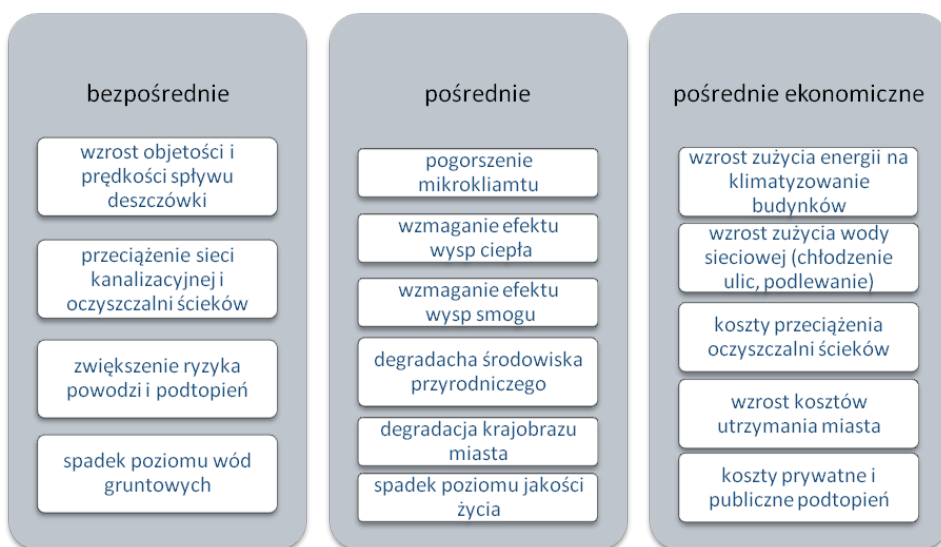 bezpośrednie
wzrost objetości i
prędkości spływu
deszczówki
przeciążenie sieci
kanalizacyjnej i
oczyszczalni ścieków
zwiększenie ryzyka
powodzi i podtopień
spadek poziomu wód
gruntowych
pośrednie
pogorszenie
mikrokliamtu
wzmaganie efektu
wysp ciepła
wzmaganie efektu
wysp smogu
degradacha środowiska
przyrodniczego
degradacja krajobrazu
miasta
spadek poziomu jakości
życia
pośrednie ekonomiczne
wzrost zużycia energii na
klimatyzowanie
budynków
wzrost zużycia wody
sieciowej (chłodzenie
ulic, podlewanie)
koszty przeciążenia
oczyszczalni ścieków
wzrost kosztów
utrzymania miasta
koszty prywatne i
publiczne podtopień